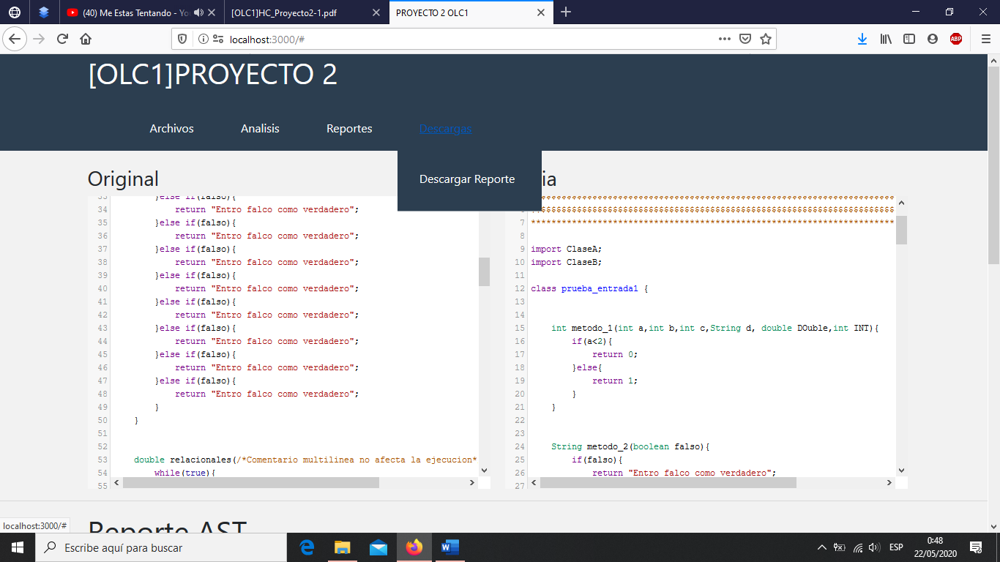 (40) Me Estas Tentando - Yo
[OLC1]HC_Proyecto2-1.pdf
PROYECTO 2 OLC1
localhost:3000/#
ABP
[OLC1]PROYECTO 2
Archivos
Analisis
Reportes
Descargas
Descargar Reporte
Original
33 }else if(falso){
34 return "Entro falco como verdadero";
35 }else if(falso){
36 return "Entro falco como verdadero";
37 }else if(falso){
38 return "Entro falco como verdadero";
39 }else if(falso){
40 return "Entro falco como verdadero";
41 }else if(falso){
42 return "Entro falco como verdadero";
43 }else if(falso){
44 return "Entro falco como verdadero";
45 }else if(falso){
46 return "Entro falco como verdadero";
47 }else if(falso){
48 return "Entro falco como verdadero";
49 }
50 }
51
52
53 double relacionales(/*Comentario multilinea no afecta la ejecucion*
54 while(true){
55
ia
7 ***********************************************************************
8
9 import ClaseA;
10 import ClaseB;
11
12 class prueba_entrada1 {
13
14
15 int metodo_1(int a,int b,int c,String d, double DOuble,int INT){
16 if(a<2){
17 return 0;
18 }else{
19 return 1;
20 }
21 }
22
23
24 String metodo_2(boolean falso){
25 if(falso){
26 return "Entro falco como verdadero";
27
Reporte AST
localhost:3000/#
Escribe aquí para buscar
ESP
0:48
22/05/2020